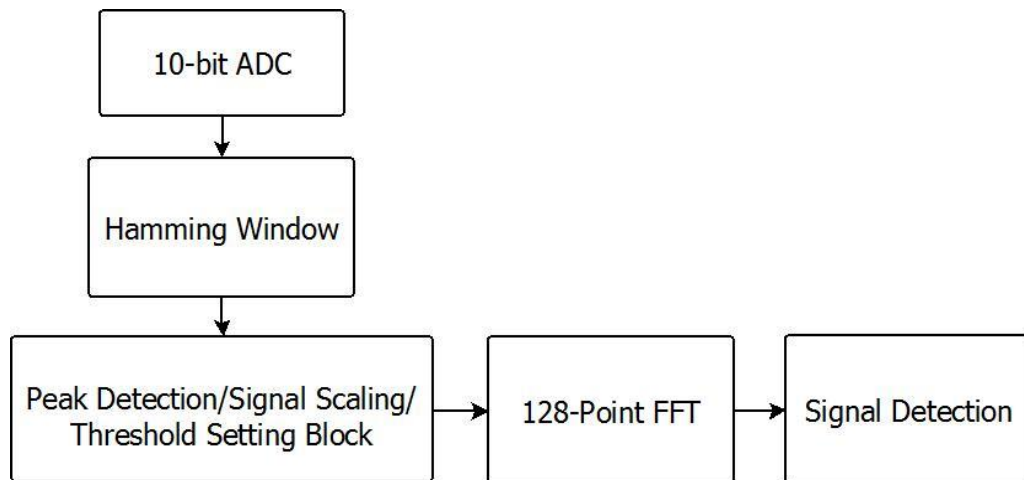 10-bit ADC
Hamming Window
Peak Detection/Signal Scaling/
Threshold Setting Block
128-Point FFT
Signal Detection